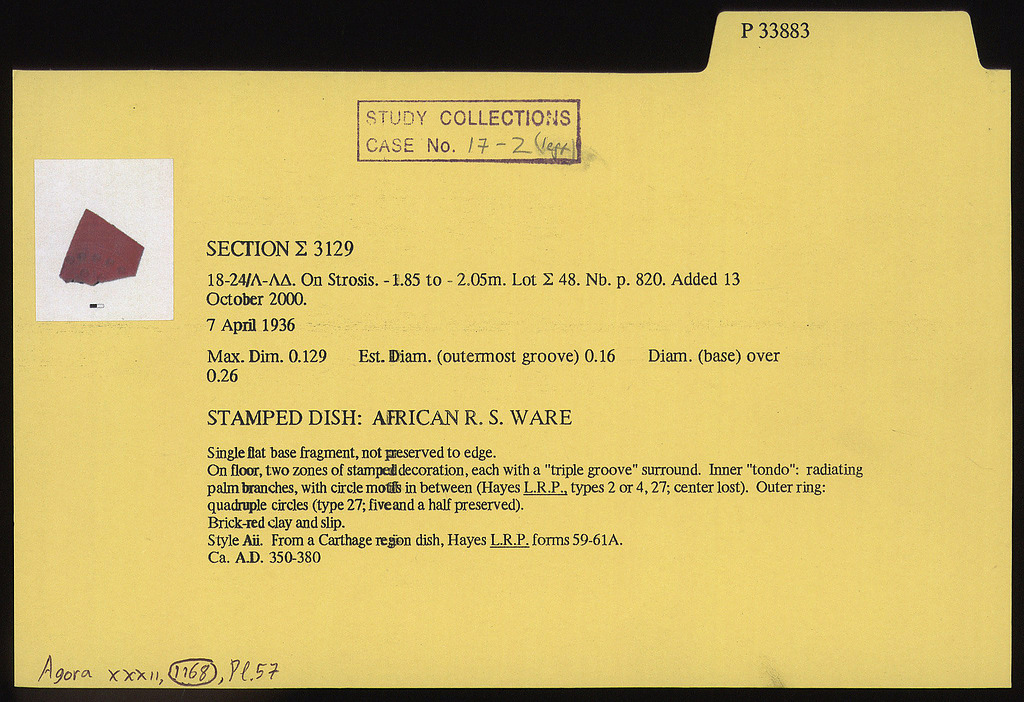 P 33883
STUDY COLLECTIONS
CASE No. 17-2 (left)
SECTION Σ 3129
18-24/Λ-ΛΔ. On Strosis. -1.85 to -2.05m. Lot Σ 48. Nb. p. 820. Added 13
October 2000.
7 April 1936
Max. Dim. 0.129 Est. Diam. (outermost groove) 0.16 Diam. (base) over
0.26
STAMPED DISH: AFRICAN R. S. WARE
Single flat base fragment, not preserved to edge.
On floor, two zones of stamped decoration, each with a "triple groove" surround. Inner "tondo": radiating
palm branches, with circle motifs in between (Hayes L.R.P., types 2 or 4, 27; center lost). Outer ring:
quadruple circles (type 27; five and a half preserved).
Brick-red clay and slip.
Style Aii. From a Carthage region dish, Hayes L.R.P. forms 59-61A.
Ca. A.D. 350-380
Agora XXXII, 1168, Pl.57